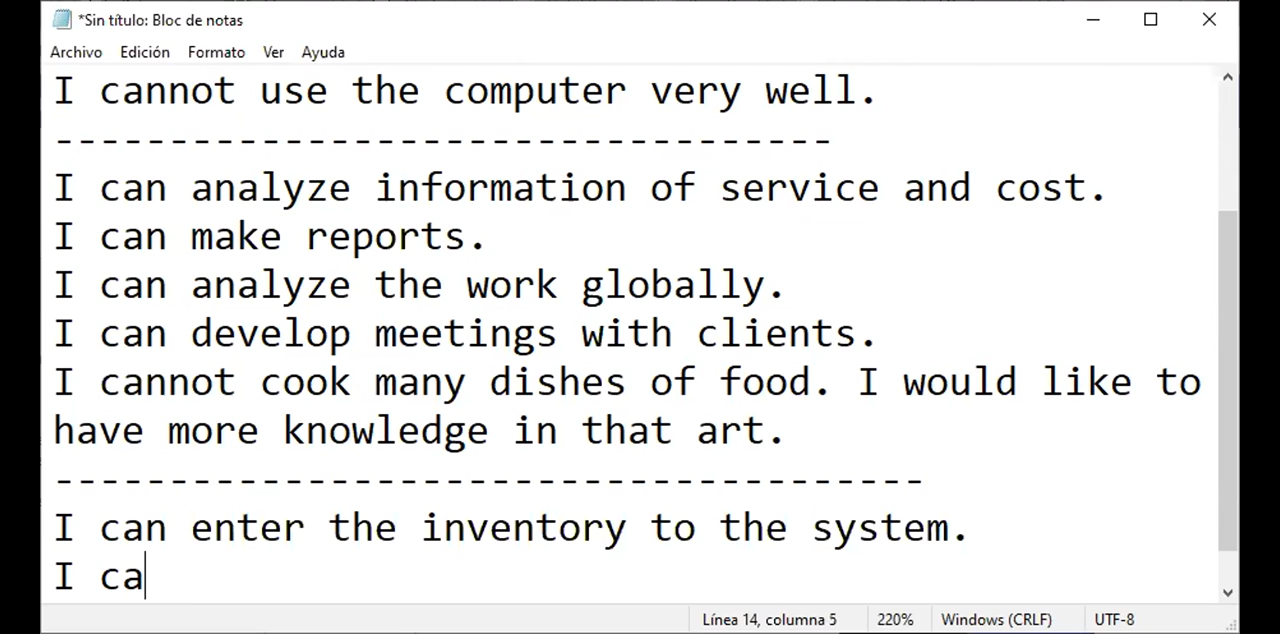 *Sin título: Bloc de notas
Archivo Edición Formato Ver Ayuda
I cannot use the computer very well.
----------------------------------
I can analyze information of service and cost.
I can make reports.
I can analyze the work globally.
I can develop meetings with clients.
I cannot cook many dishes of food. I would like to
have more knowledge in that art.
--------------------------------------
I can enter the inventory to the system.
I ca
Línea 14, columna 5 220% Windows (CRLF) UTF-8